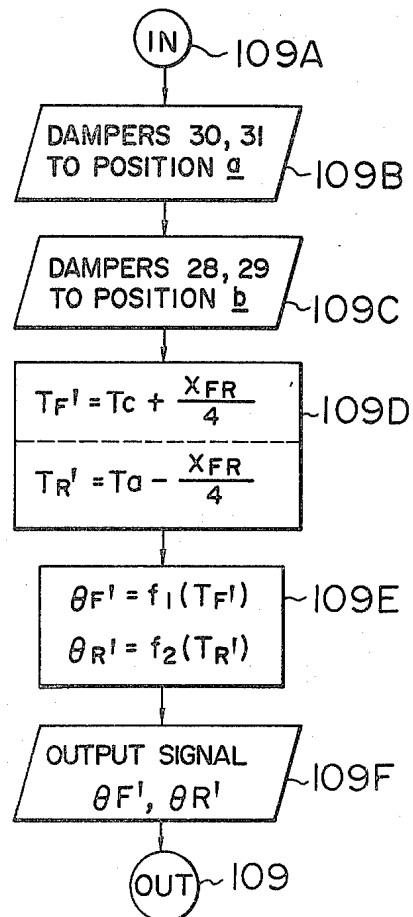 IN
109A
DAMPERS 30, 31
TO POSITION a
109B
DAMPERS 28, 29
TO POSITION b
109C
TF' = Tc + XFR/4
109D
TR' = Ta - XFR/4
θF' = f1(TF')
109E
θR' = f2(TR')
OUTPUT SIGNAL
θF', θR'
109F
OUT
109